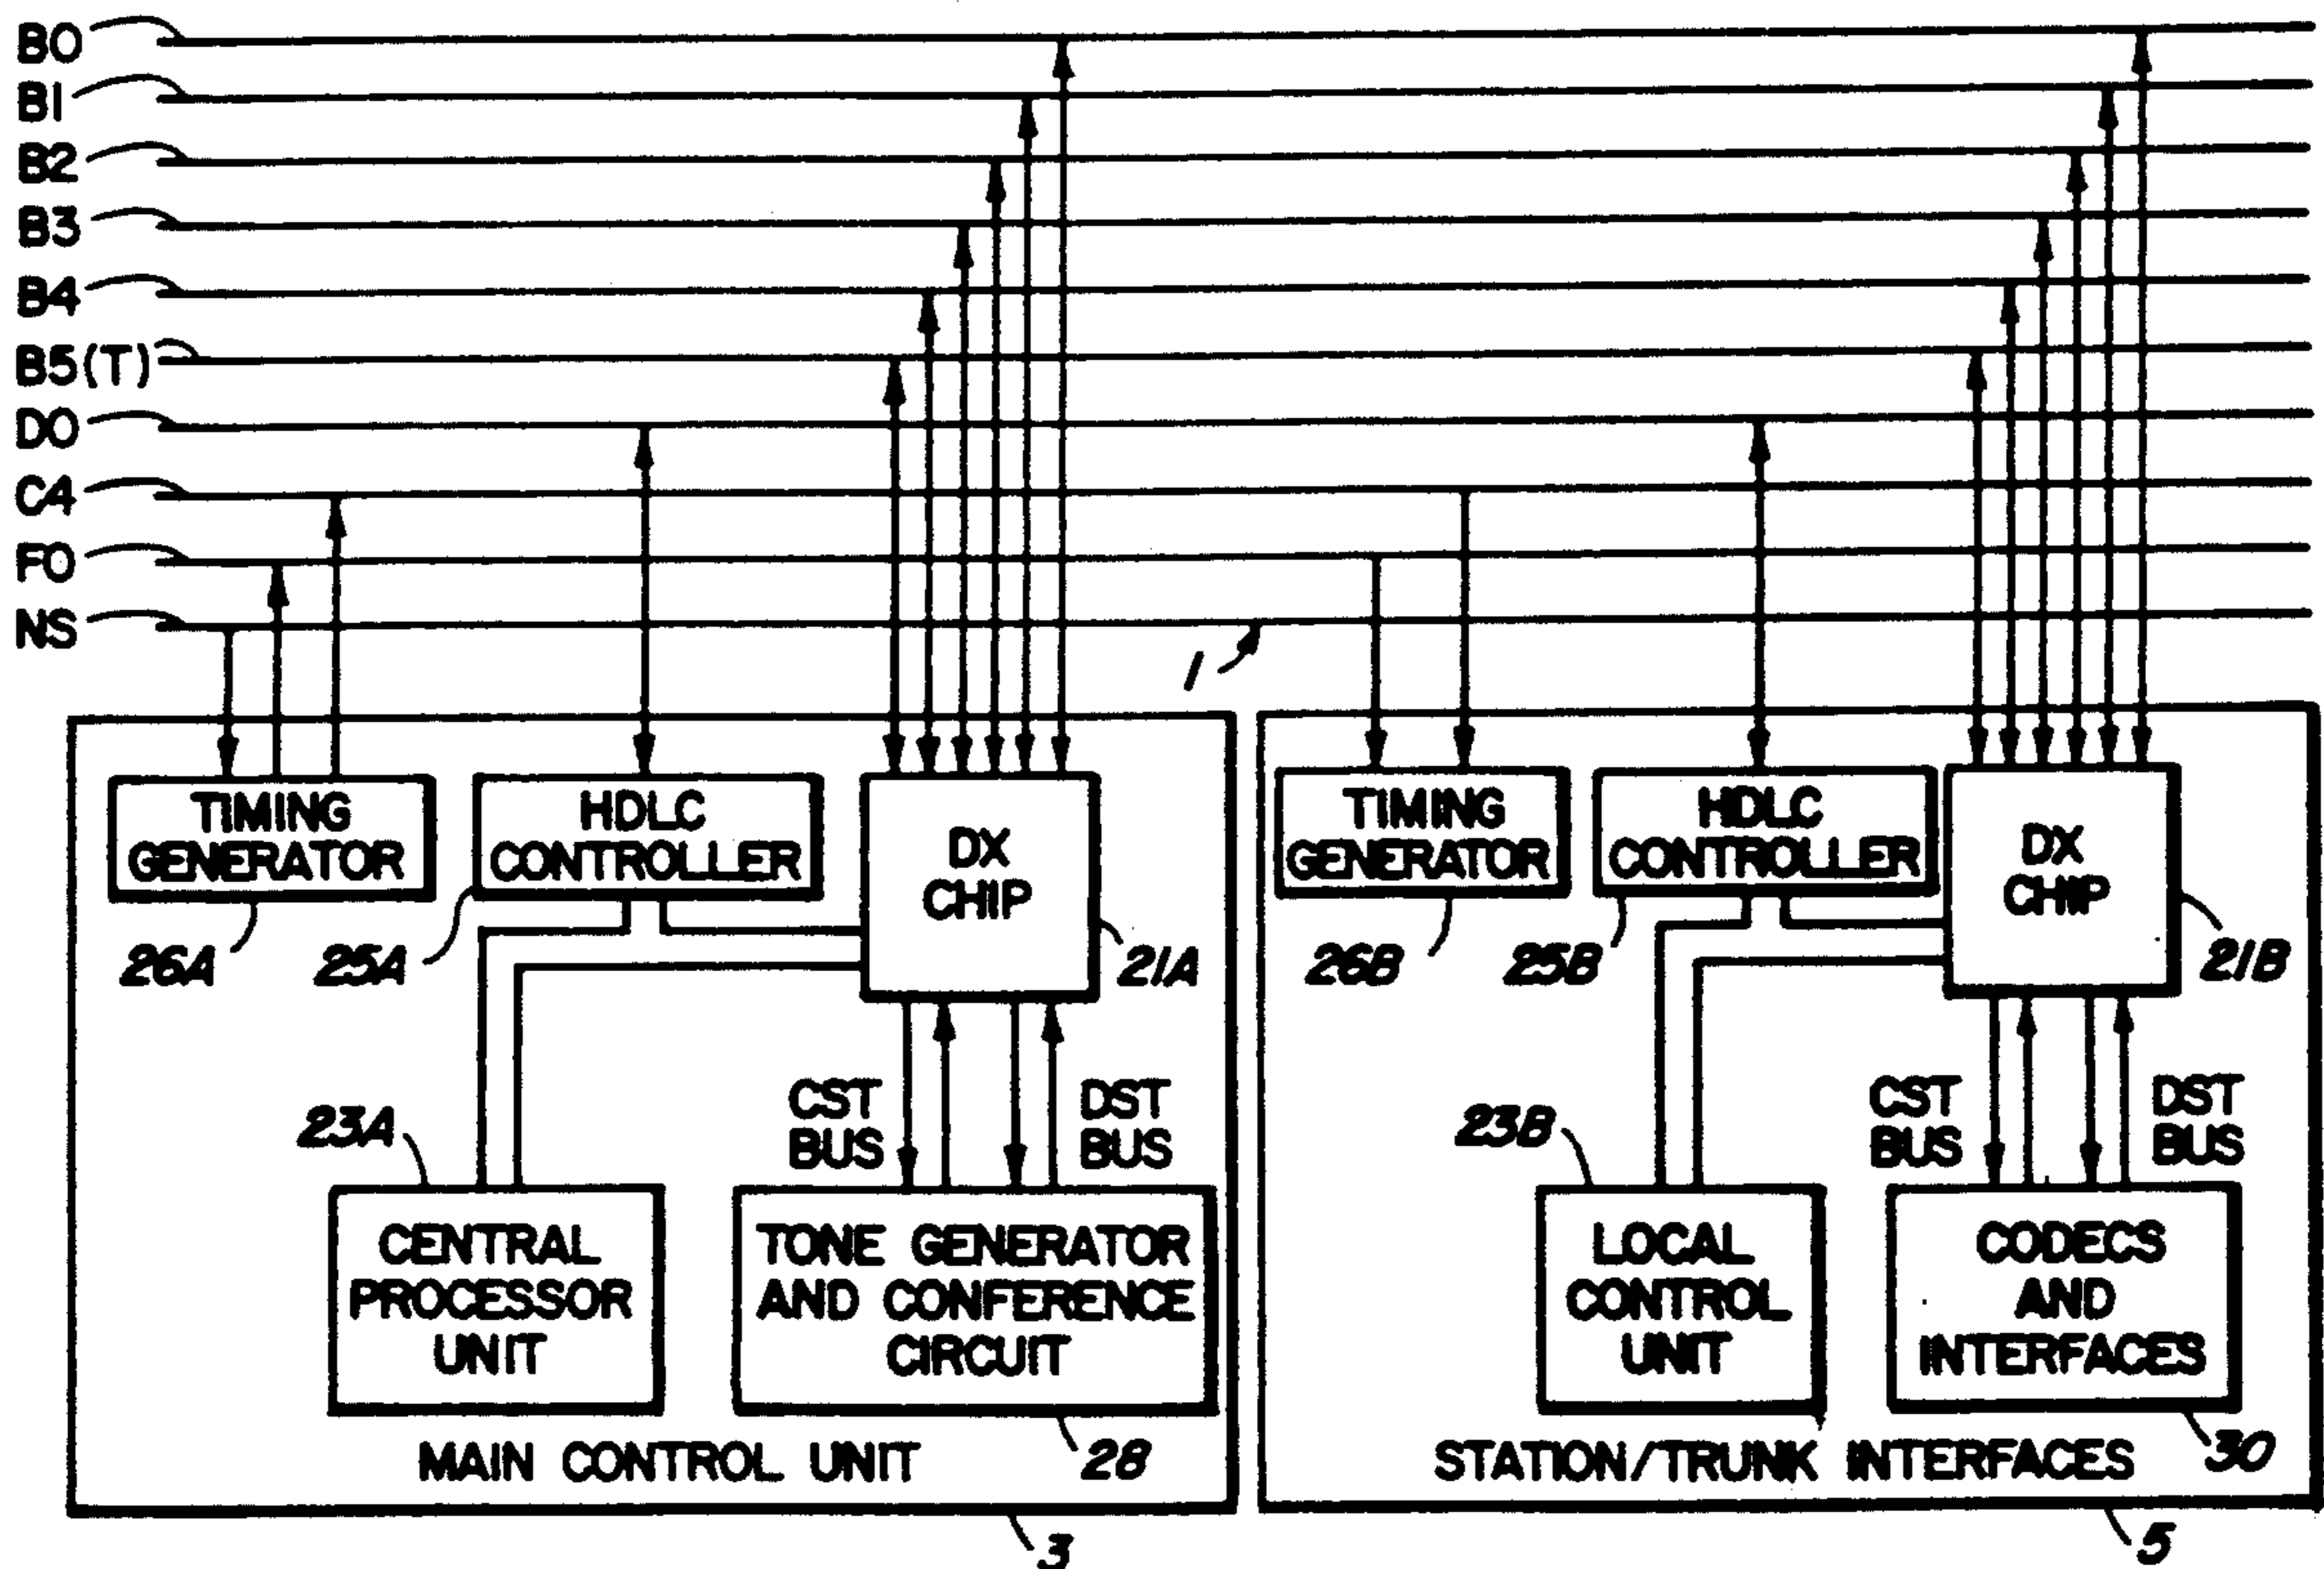 B0
B1
B2
B3
B4
B5(T)
D0
C4
F0
NS
1
TIMING
GENERATOR
HDLC
CONTROLLER
DX
CHIP
TIMING
GENERATOR
HDLC
CONTROLLER
DX
CHIP
26A
25A
21A
26B
25B
21B
23A
CST
BUS
DST
BUS
23B
CST
BUS
DST
BUS
CENTRAL
PROCESSOR
UNIT
TONE GENERATOR
AND CONFERENCE
CIRCUIT
LOCAL
CONTROL
UNIT
CODECS
AND
INTERFACES
MAIN CONTROL UNIT
28
STATION/TRUNK INTERFACES
30
3
5